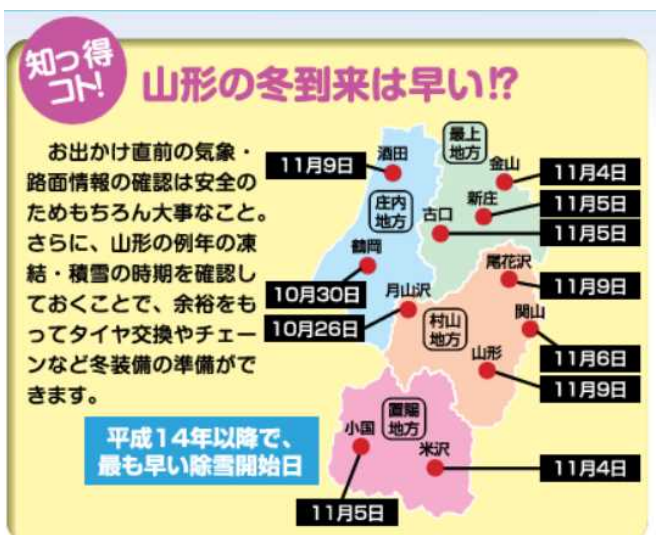 知っ得
コト!
山形の冬到来は早い!?
お出かけ直前の気象・
路面情報の確認は安全の
ためもちろん大事なこと。
さらに、山形の例年の凍
結・積雪の時期を確認し
ておくことで、余裕をも
ってタイヤ交換やチェー
ンなど冬装備の準備がで
きます。
平成14年以降で、
最も早い除雪開始日
最上
地方
酒田
11月9日
金山
11月4日
新庄
11月5日
古口
11月5日
庄内
地方
鶴岡
10月30日
月山沢
10月26日
尾花沢
11月9日
村山
地方
関山
11月6日
山形
11月9日
置賜
地方
小国
11月5日
米沢
11月4日